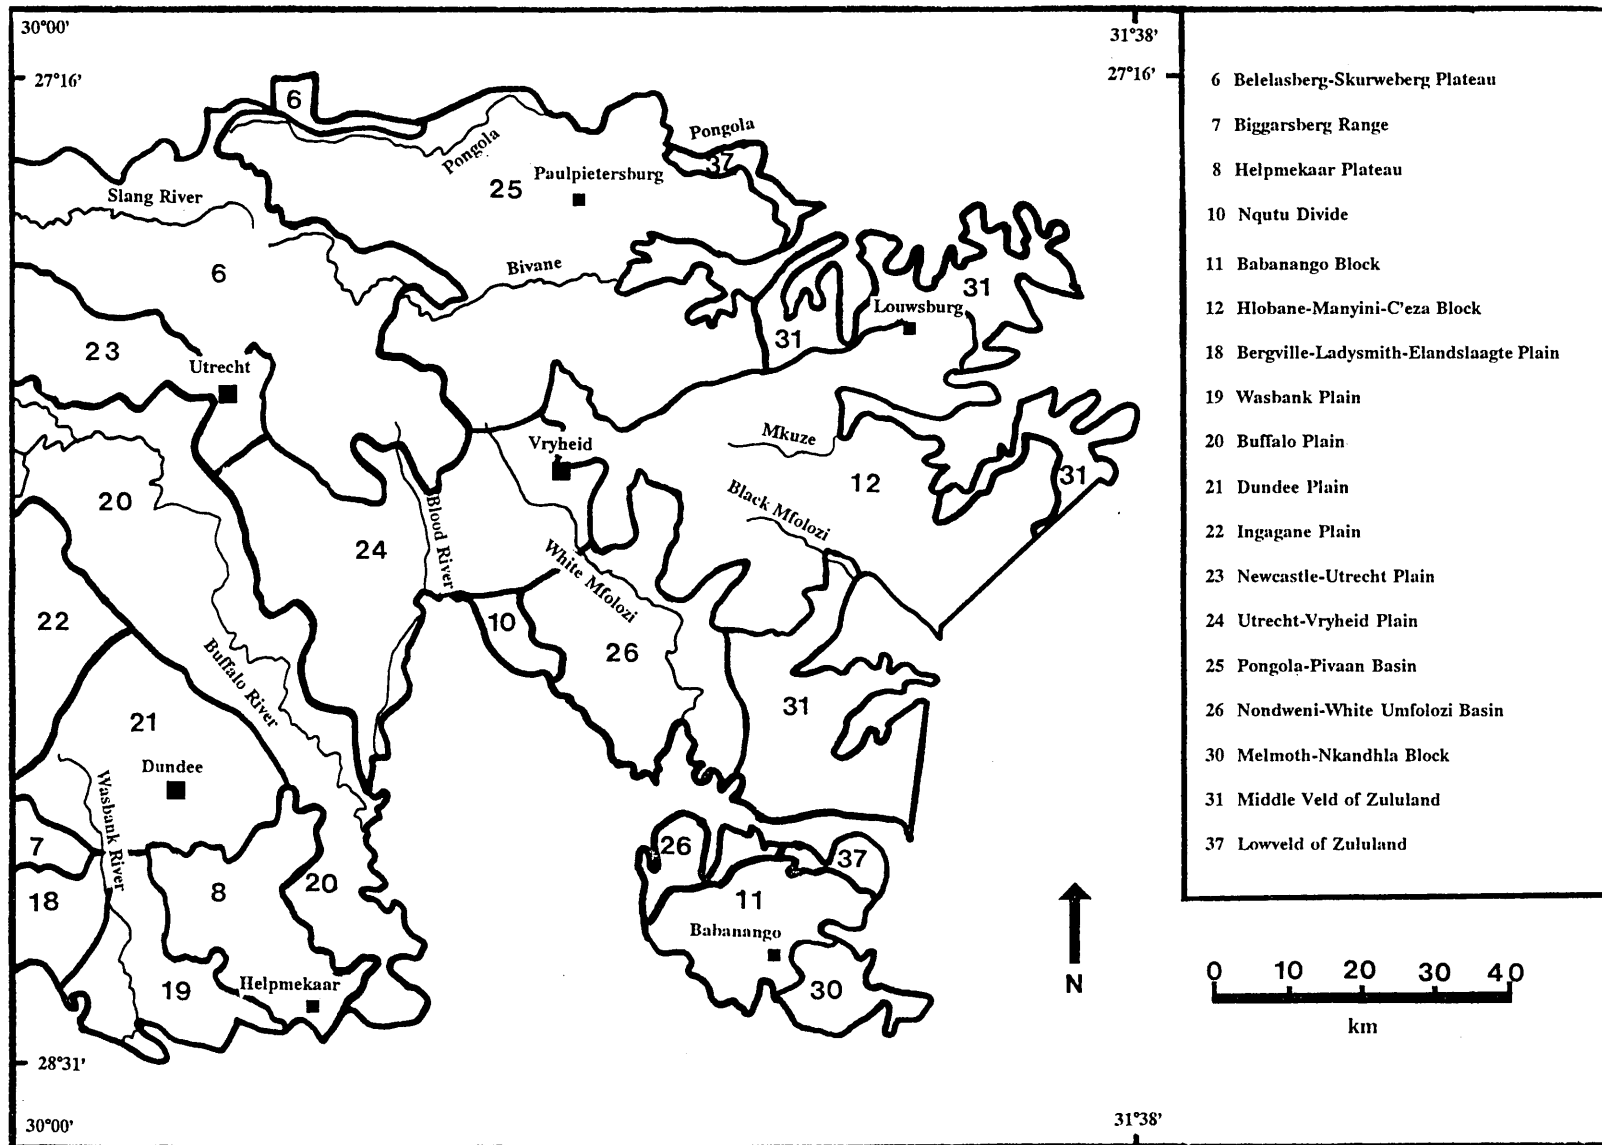 30°00'
31°38'
27°16'
27°16'
6
Pongola
Pongola
37
Paulpietersburg
25
Slang River
6
Bivane
31
Louwsburg
31
23
Utrecht
Vryheid
Mkuze
12
31
Black Mfolozi
20
Blood River
24
White Mfolozi
22
10
26
Buffalo River
31
21
Dundee
Wasbank River
7
26
37
18
8
20
11
Babanango
19
Helpmekaar
30
28°31'
30°00'
31°38'
6 Belelasberg-Skurweberg Plateau
7 Biggarsberg Range
8 Helpmekaar Plateau
10 Nqutu Divide
11 Babanango Block
12 Hlobane-Manyini-C'eza Block
18 Bergville-Ladysmith-Elandslaagte Plain
19 Wasbank Plain
20 Buffalo Plain
21 Dundee Plain
22 Ingagane Plain
23 Newcastle-Utrecht Plain
24 Utrecht-Vryheid Plain
25 Pongola-Pivaan Basin
26 Nondweni-White Umfolozi Basin
30 Melmoth-Nkandhla Block
31 Middle Veld of Zululand
37 Lowveld of Zululand
N
0 10 20 30 40
km